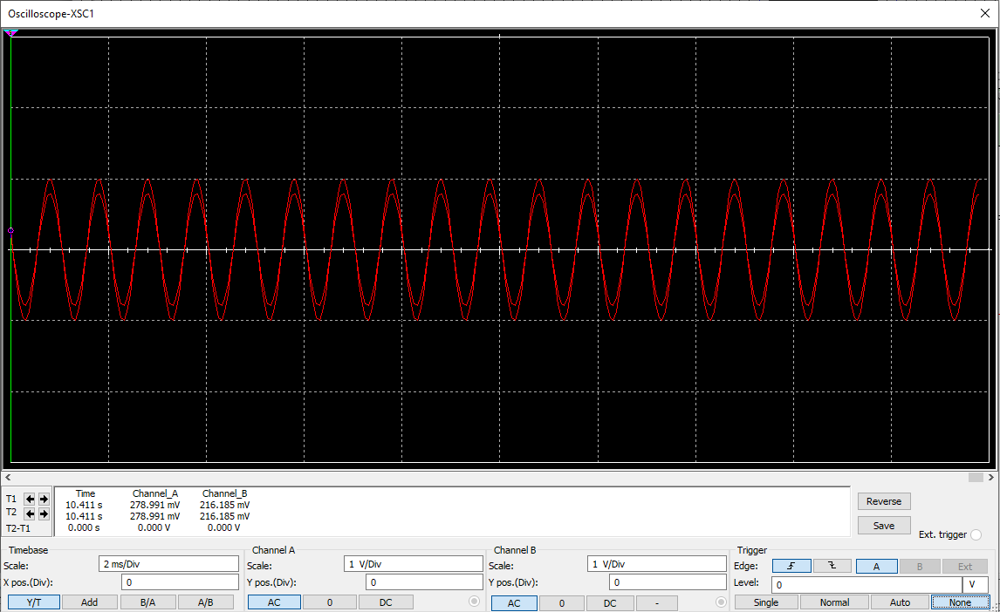 Oscilloscope-XSC1
T1
T2
T2-T1
Time Channel_A Channel_B
10.411 s 278.991 mV 216.185 mV
10.411 s 278.991 mV 216.185 mV
0.000 s 0.000 V 0.000 V
Reverse
Save
Ext. trigger
Timebase
Scale: 2 ms/Div
X pos.(Div): 0
Y/T Add B/A A/B
Channel A
Scale: 1 V/Div
Y pos.(Div): 0
AC 0 DC
Channel B
Scale: 1 V/Div
Y pos.(Div): 0
AC 0 DC -
Trigger
Edge: A B Ext
Level: 0 V
Single Normal Auto None